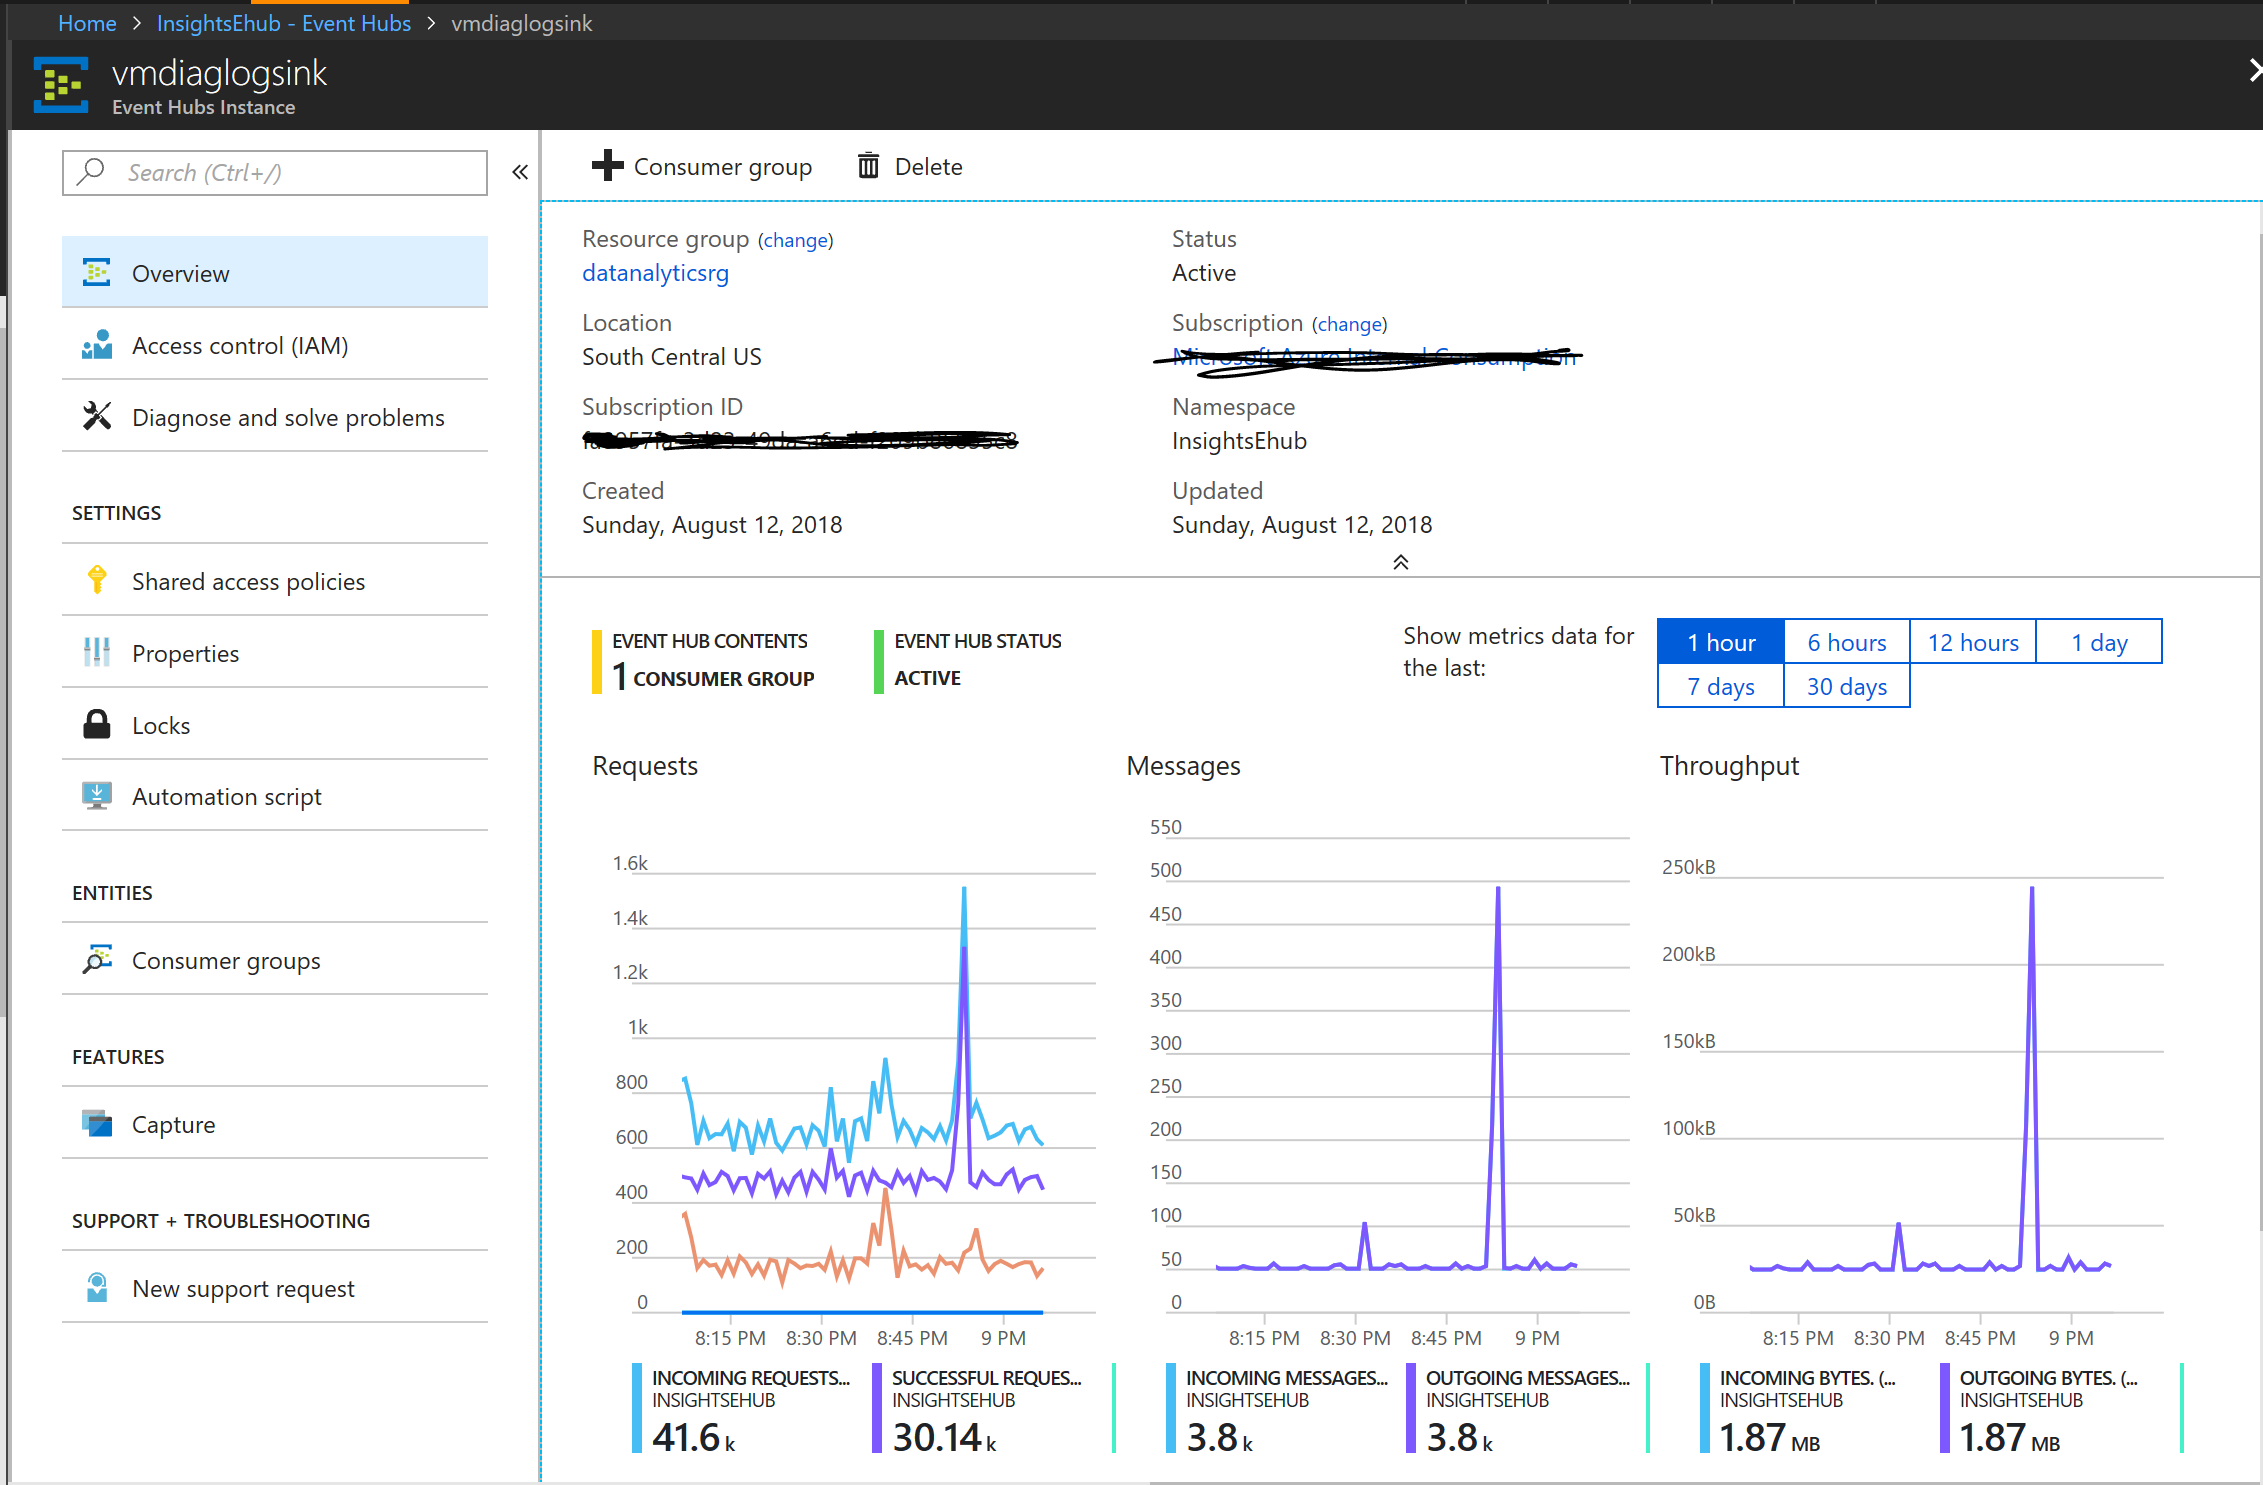 Home > InsightsEhub - Event Hubs > vmdiaglogsink
vmdiaglogsink
Event Hubs Instance
Search (Ctrl+/)
«
Consumer group
Delete
Overview
Access control (IAM)
Diagnose and solve problems
SETTINGS
Shared access policies
Properties
Locks
Automation script
ENTITIES
Consumer groups
FEATURES
Capture
SUPPORT + TROUBLESHOOTING
New support request
Resource group (change)
datanalyticsrg
Status
Active
Location
South Central US
Subscription (change)
Subscription ID
Namespace
InsightsEhub
Created
Sunday, August 12, 2018
Updated
Sunday, August 12, 2018
EVENT HUB CONTENTS
1 CONSUMER GROUP
EVENT HUB STATUS
ACTIVE
Show metrics data for
the last:
1 hour
6 hours
12 hours
1 day
7 days
30 days
Requests
1.6k
1.4k
1.2k
1k
800
600
400
200
0
8:15 PM
8:30 PM
8:45 PM
9 PM
INCOMING REQUESTS...
INSIGHTSEHUB
41.6 k
SUCCESSFUL REQUES...
INSIGHTSEHUB
30.14 k
Messages
550
500
450
400
350
300
250
200
150
100
50
0
8:15 PM
8:30 PM
8:45 PM
9 PM
INCOMING MESSAGES...
INSIGHTSEHUB
3.8 k
OUTGOING MESSAGES...
INSIGHTSEHUB
3.8 k
Throughput
250kB
200kB
150kB
100kB
50kB
0B
8:15 PM
8:30 PM
8:45 PM
9 PM
INCOMING BYTES. (...
INSIGHTSEHUB
1.87 MB
OUTGOING BYTES. (...
INSIGHTSEHUB
1.87 MB